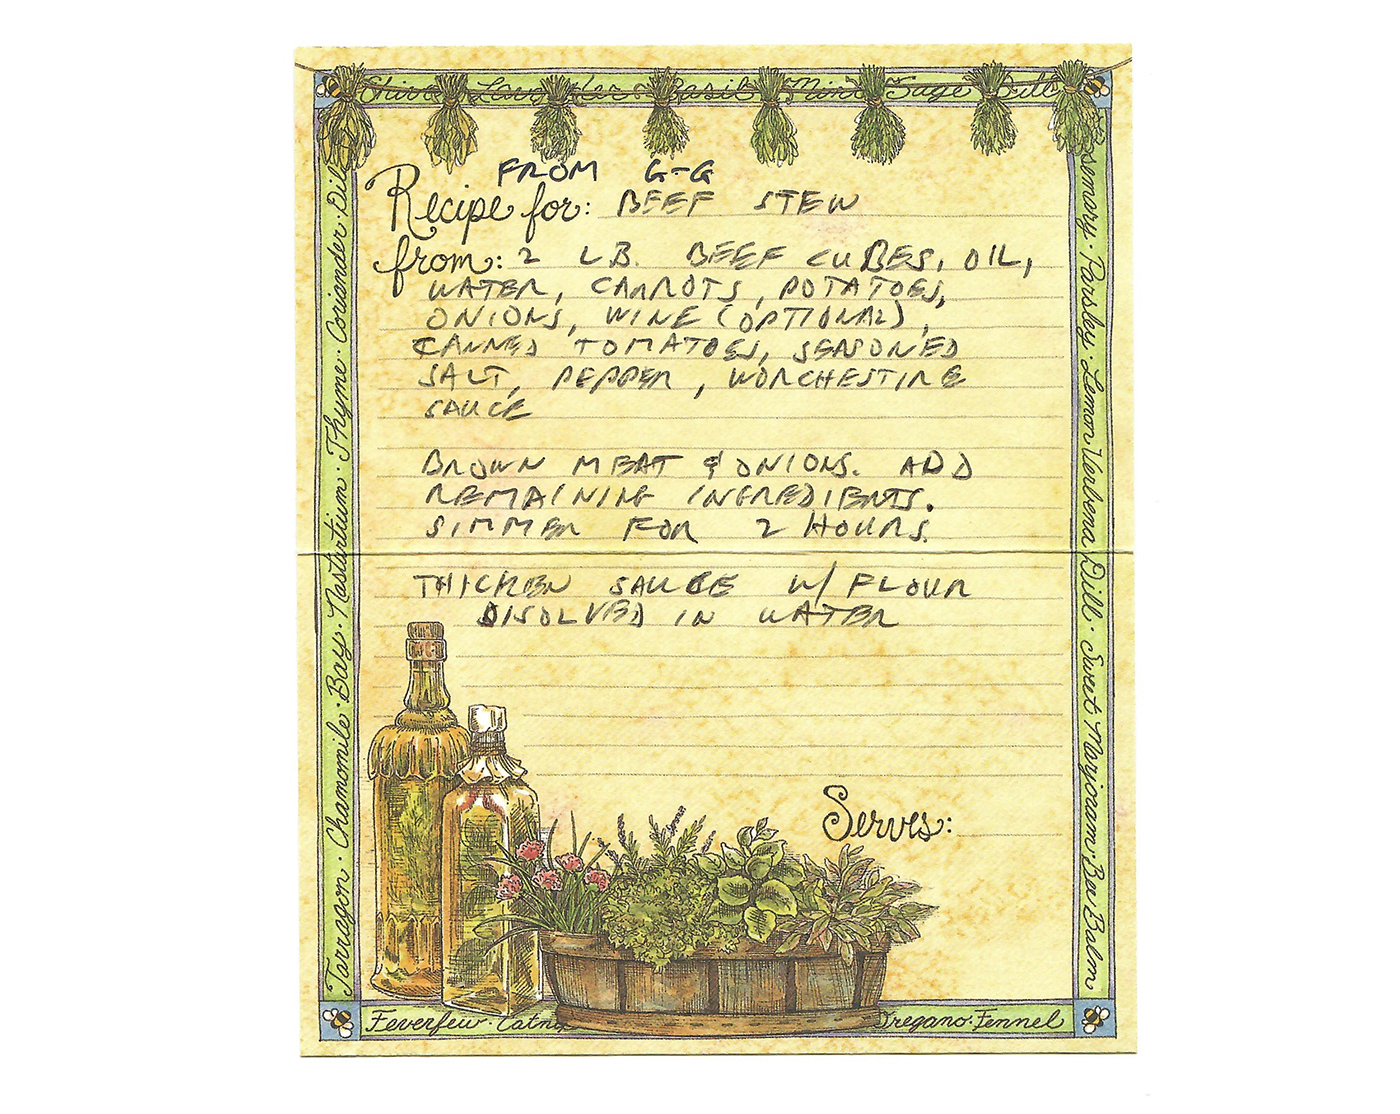 Chive · Lavender · Basil · Mint · Sage · Dill
FROM G-G
Recipe for: BEEF STEW
from: 2 LB. BEEF CUBES, OIL,
WATER, CARROTS, POTATOES,
ONIONS, WINE (OPTIONAL),
CANNED TOMATOES, SEASONED
SALT, PEPPER, WORCHESTIRE
SAUCE
BROWN MEAT & ONIONS. ADD
REMAINING INGREDIENTS.
SIMMER FOR 2 HOURS.
THICKEN SAUCE W/ FLOUR
DISOLVED IN WATER
Serves:
Tarragon · Chamomile · Bay · Nasturtium · Thyme · Coriander · Dill
Rosemary · Parsley · Lemon Verbena Dill · Sweet Marjoram · Bee Balm
Feverfew · Catnip
Oregano · Fennel